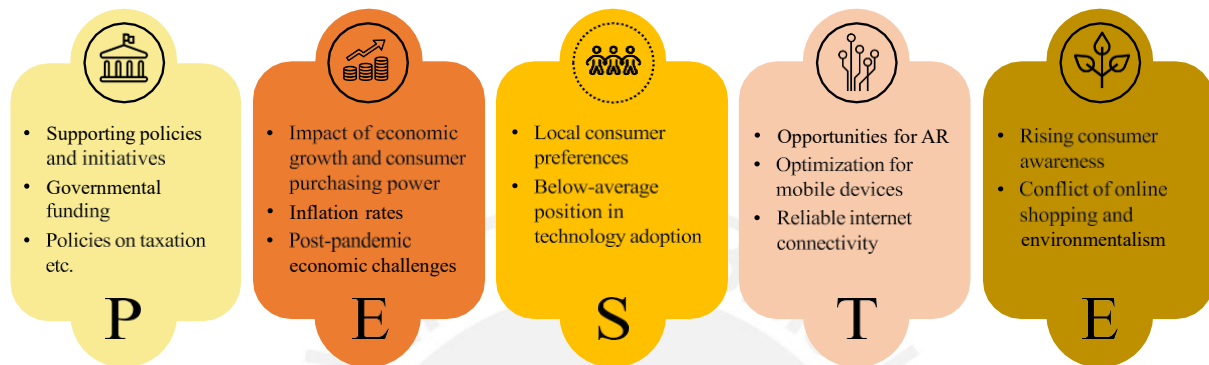 • Supporting policies
and initiatives
• Governmental
funding
• Policies on taxation
etc.
P
• Impact of economic
growth and consumer
purchasing power
• Inflation rates
• Post-pandemic
economic challenges
E
• Local consumer
preferences
• Below-average
position in
technology adoption
S
• Opportunities for AR
• Optimization for
mobile devices
• Reliable internet
connectivity
T
• Rising consumer
awareness
• Conflict of online
shopping and
environmentalism
E